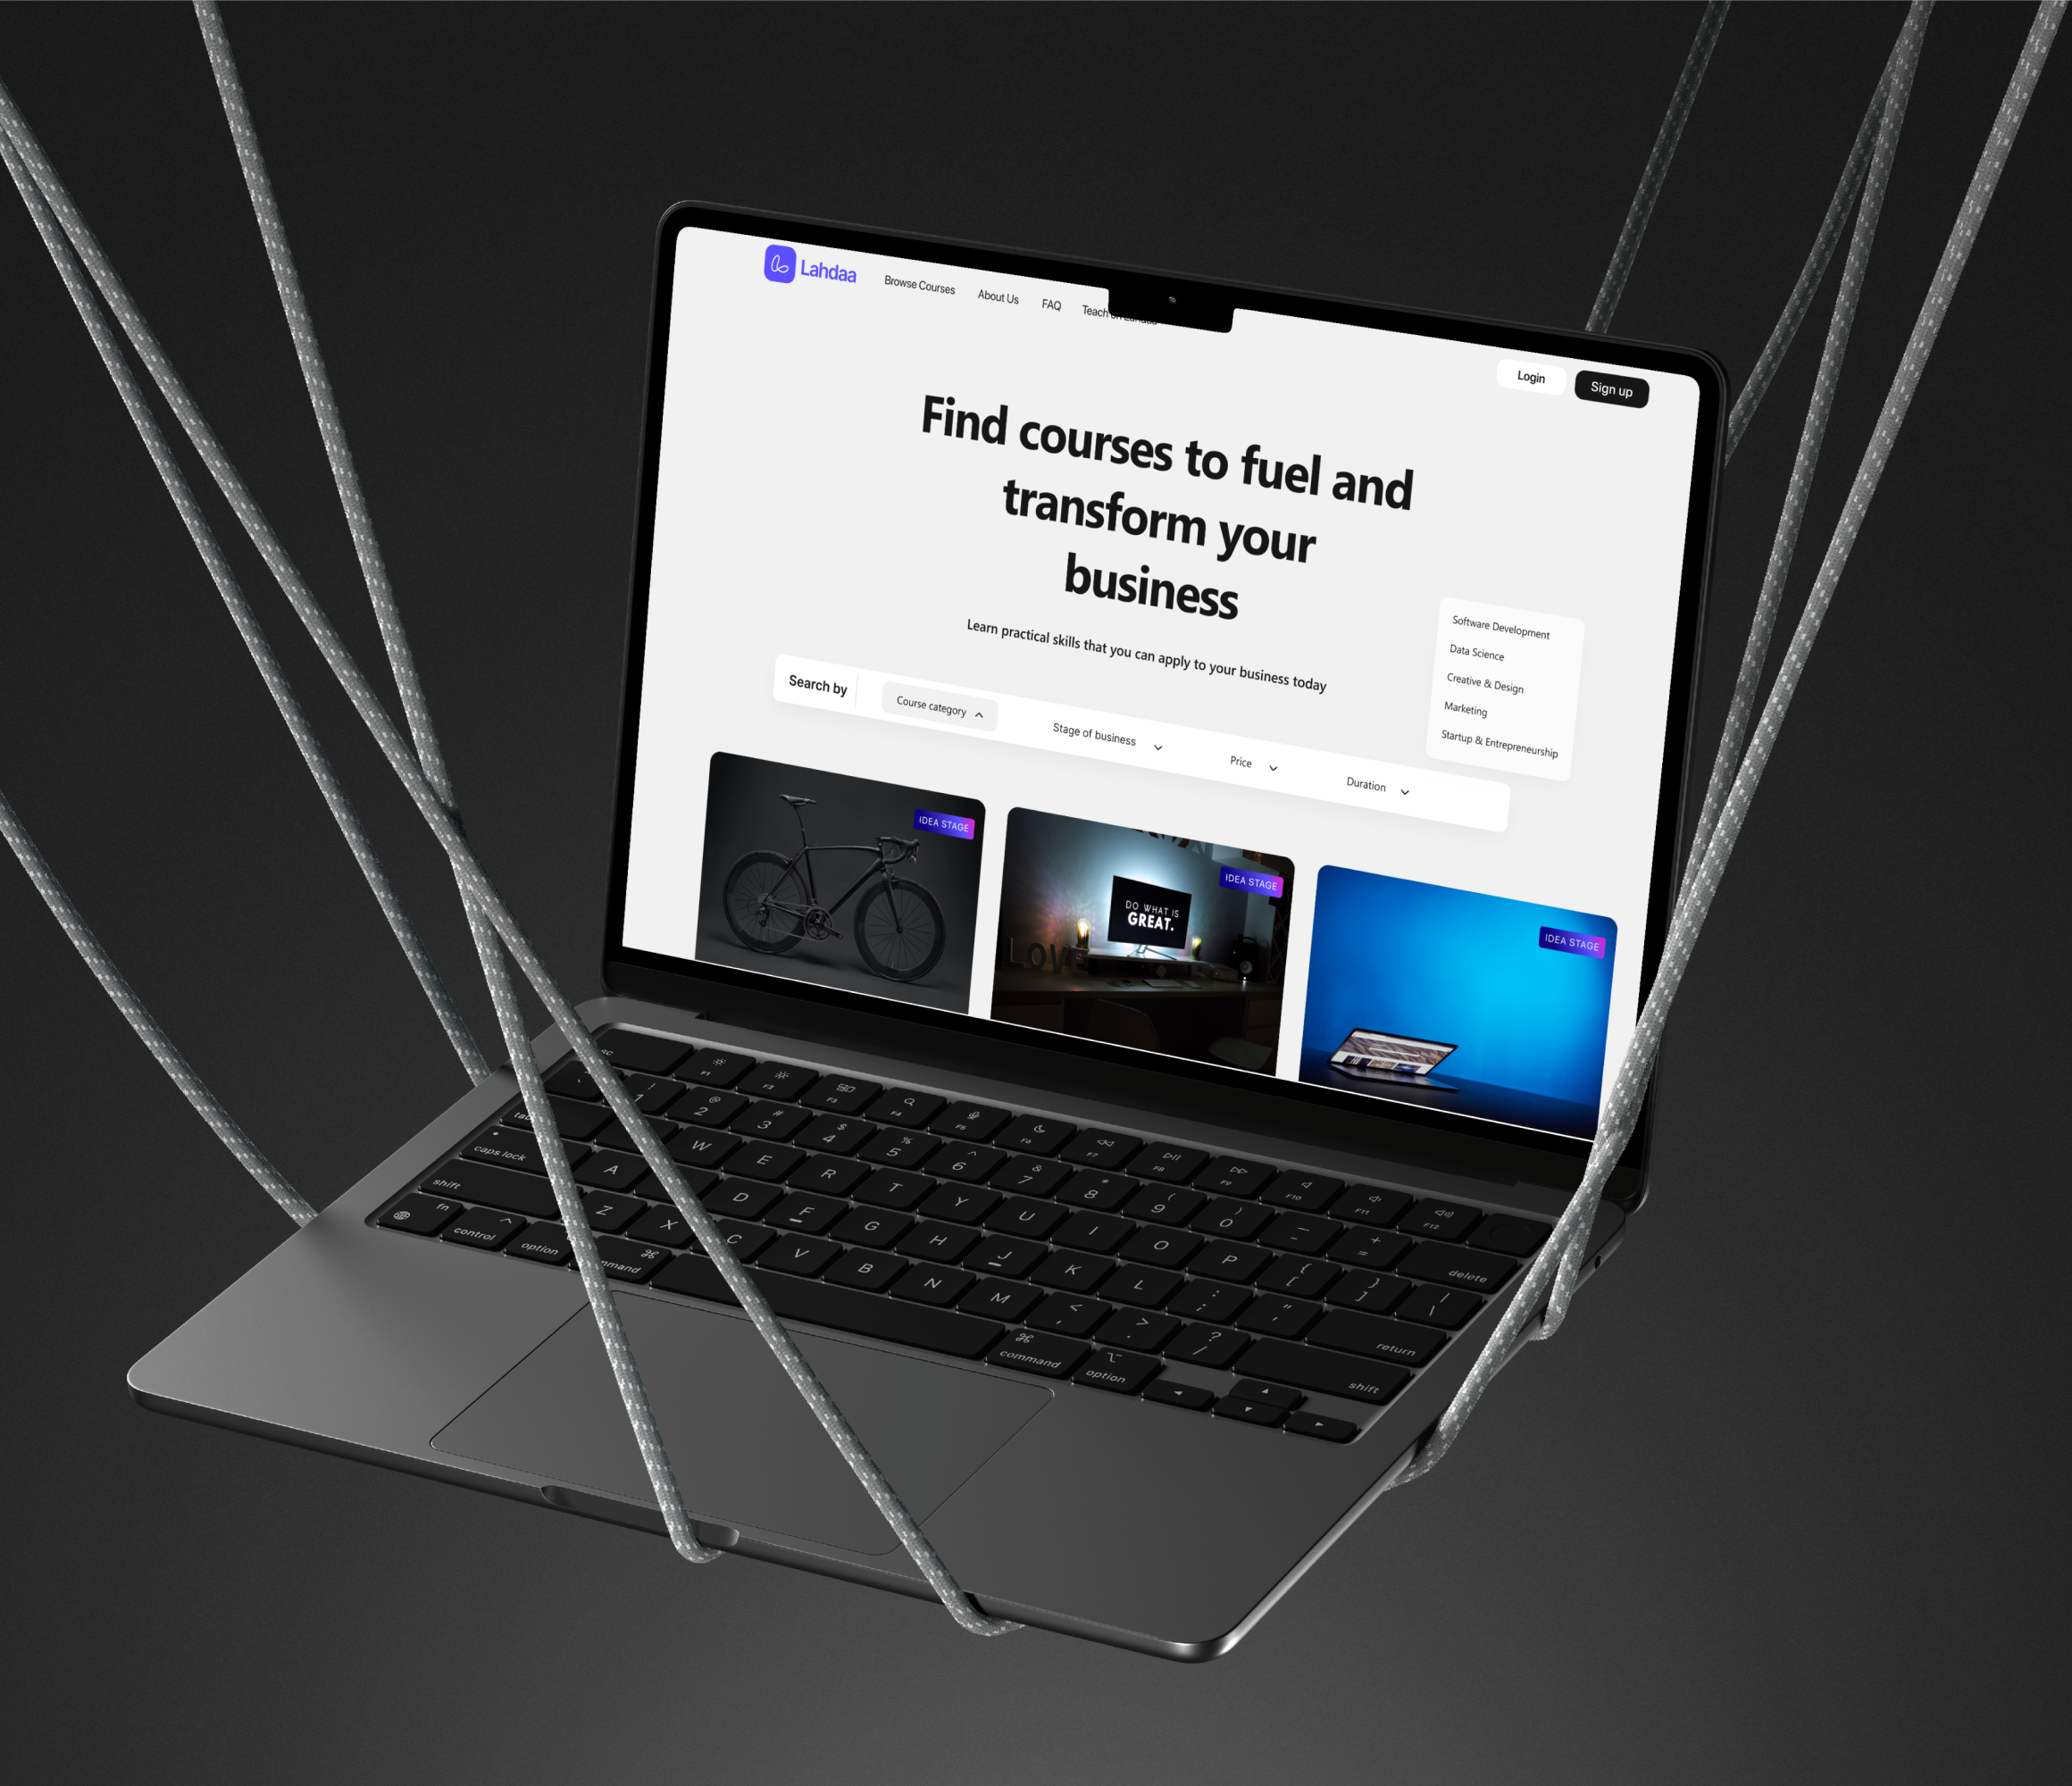 Lahdaa
Browse Courses
About Us
FAQ
Teach on Lahdaa
Login
Sign up
Find courses to fuel and
transform your
business
Learn practical skills that you can apply to your business today
Software Development
Data Science
Creative & Design
Marketing
Startup & Entrepreneurship
Search by
Course category
Stage of business
Price
Duration
IDEA STAGE
IDEA STAGE
DO WHAT IS
GREAT.
LOVE
IDEA STAGE
F1 F2 F3 F4 F5 F6 F7 F8 F9 F10 F11 F12
! @ # $ % ^ & * ( ) _ +
1 2 3 4 5 6 7 8 9 0 - = delete
W E R T Y U I O P { [ } ] | \
caps lock A D F G H J K L : ; " ' return
shift Z X C V B N M < , > . ? / shift
fn control option command option